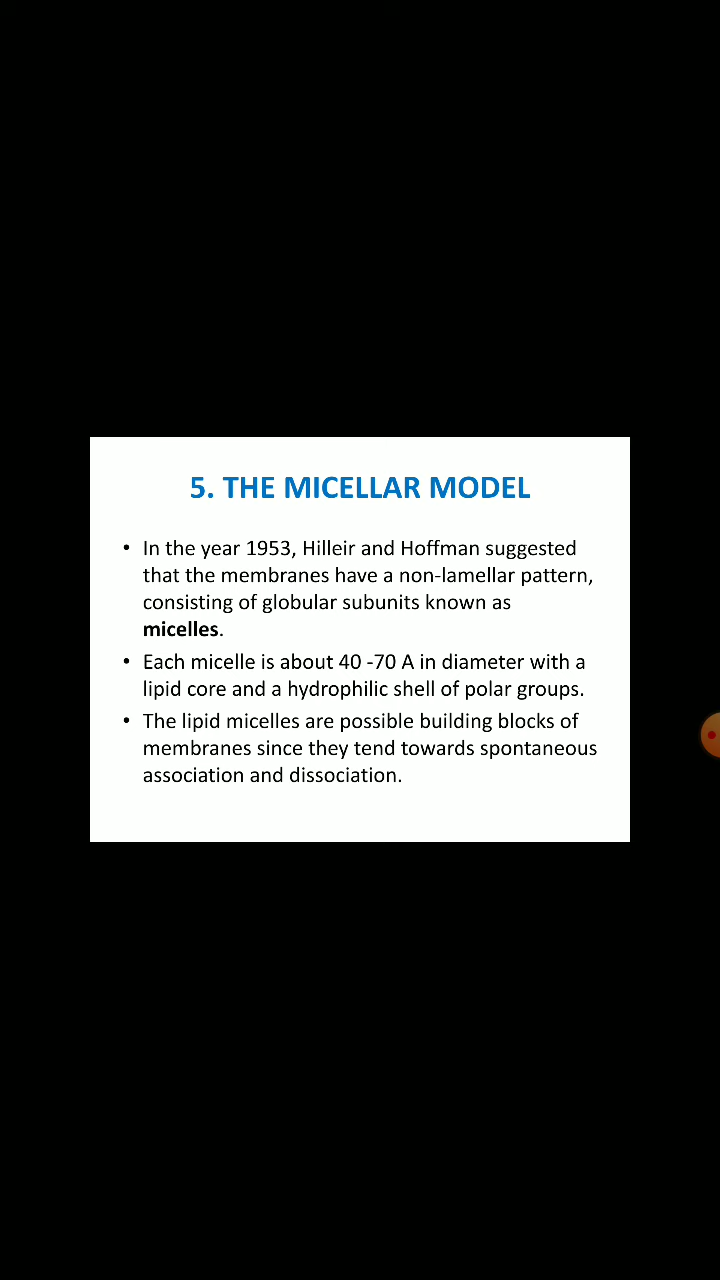 5. THE MICELLAR MODEL
• In the year 1953, Hilleir and Hoffman suggested
that the membranes have a non-lamellar pattern,
consisting of globular subunits known as
micelles.
• Each micelle is about 40 -70 A in diameter with a
lipid core and a hydrophilic shell of polar groups.
• The lipid micelles are possible building blocks of
membranes since they tend towards spontaneous
association and dissociation.